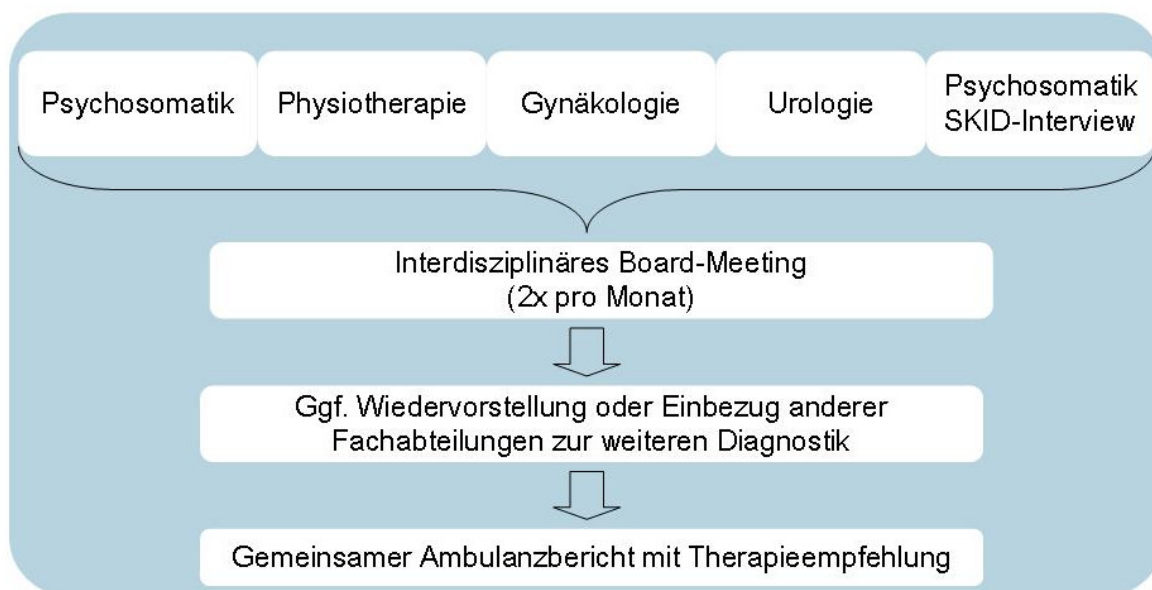 Psychosomatik
Physiotherapie
Gynäkologie
Urologie
Psychosomatik
SKID-Interview
Interdisziplinäres Board-Meeting
(2x pro Monat)
Ggf. Wiedervorstellung oder Einbezug anderer
Fachabteilungen zur weiteren Diagnostik
Gemeinsamer Ambulanzbericht mit Therapieempfehlung